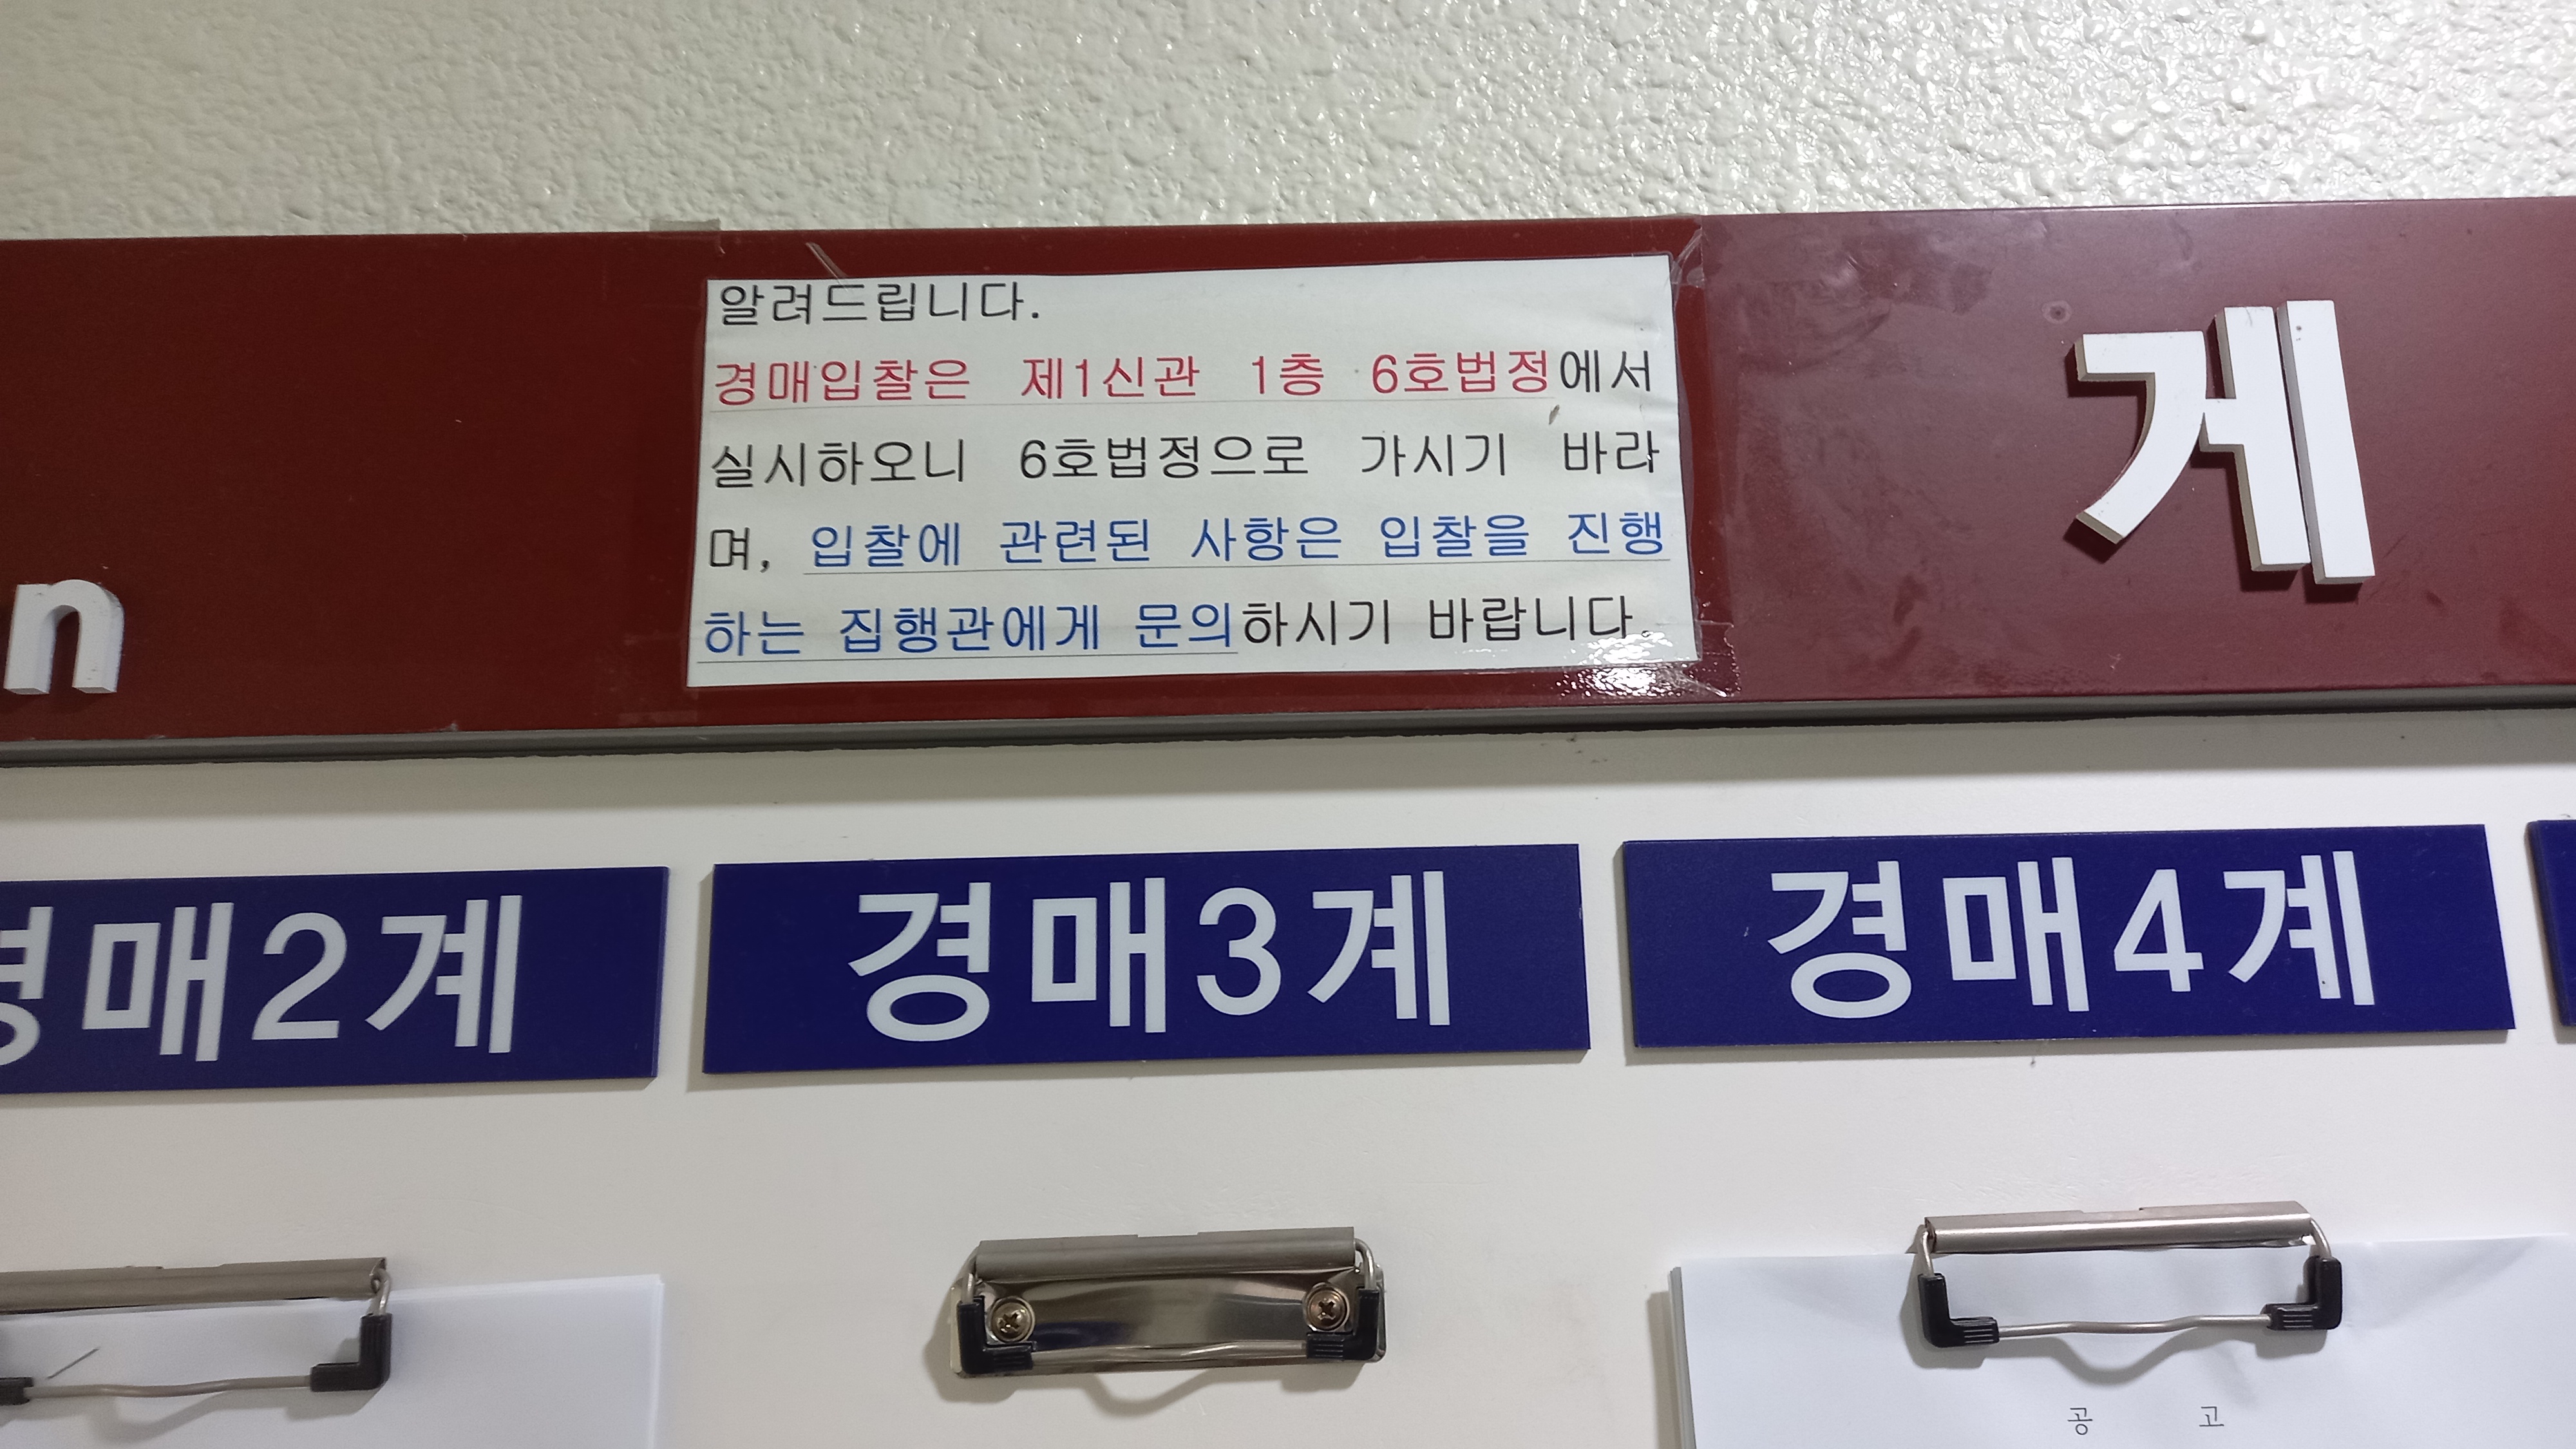 알려드립니다.
경매입찰은 제1신관 1층 6호법정에서
실시하오니 6호법정으로 가시기 바라
며, 입찰에 관련된 사항은 입찰을 진행
하는 집행관에게 문의하시기 바랍니다.
n
게
경매2계
경매3계
경매4계
공 고